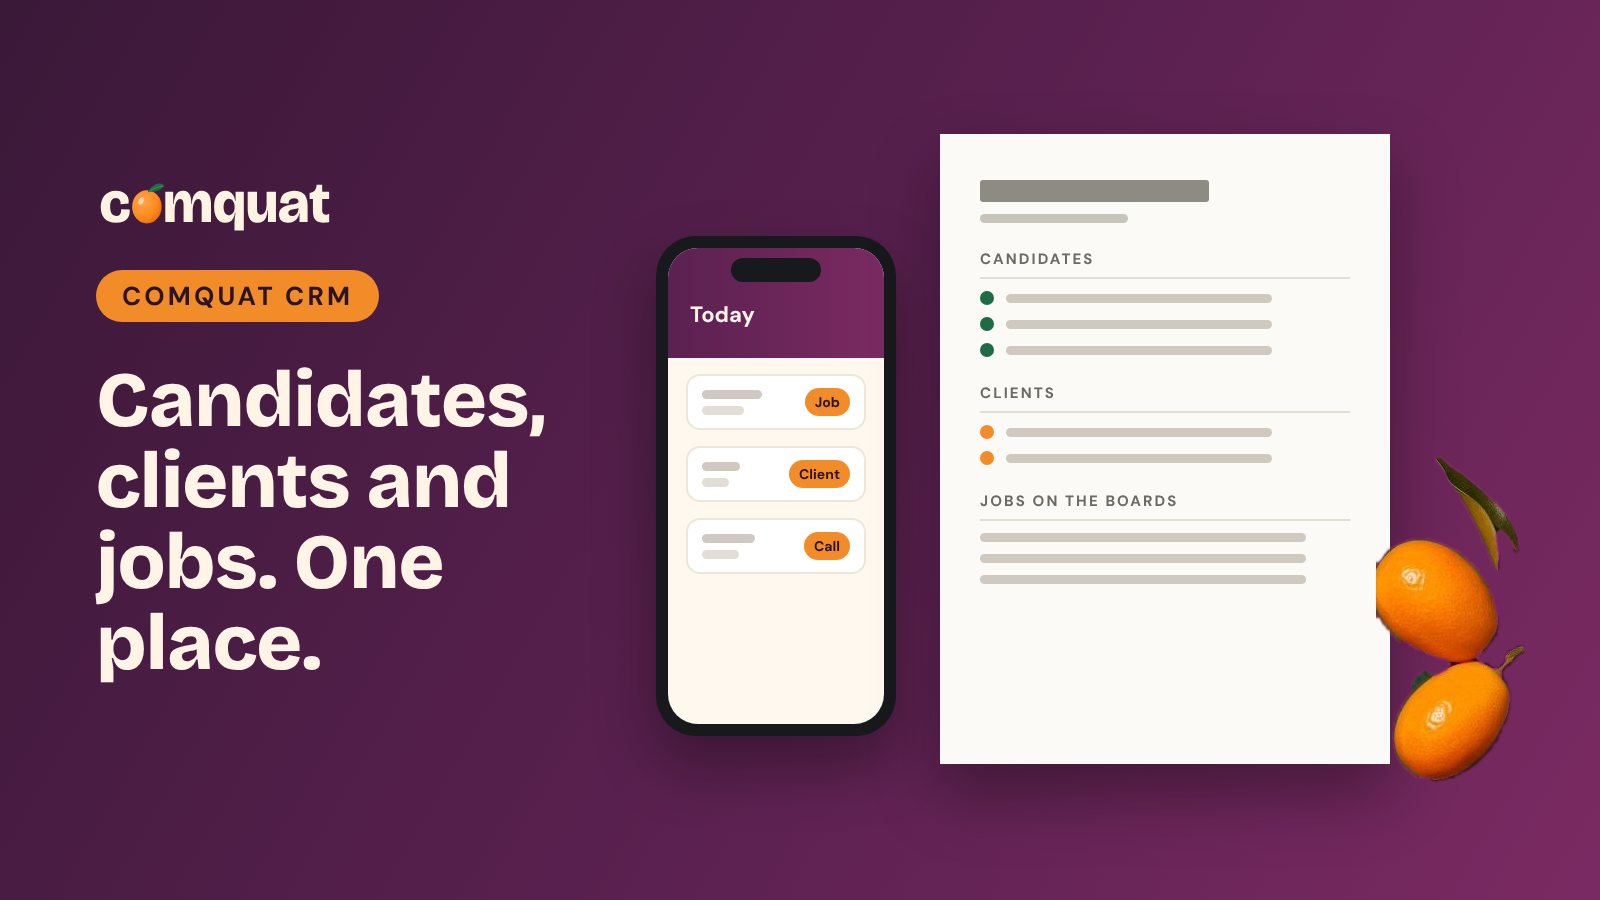 comquat
COMQUAT CRM
Candidates,
clients and
jobs. One
place.
Today
Job
Client
Call
CANDIDATES
CLIENTS
JOBS ON THE BOARDS